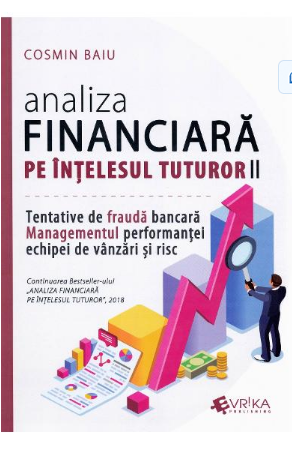 COSMIN BAIU
analiza
FINANCIARĂ
PE ÎNȚELESUL TUTUROR II
Tentative de fraudă bancară
Managementul performanței
echipei de vânzări și risc
Continuarea Bestseller-ului
„ANALIZA FINANCIARĂ
PE ÎNȚELESUL TUTUROR”, 2018
EVRIKA
PUBLISHING